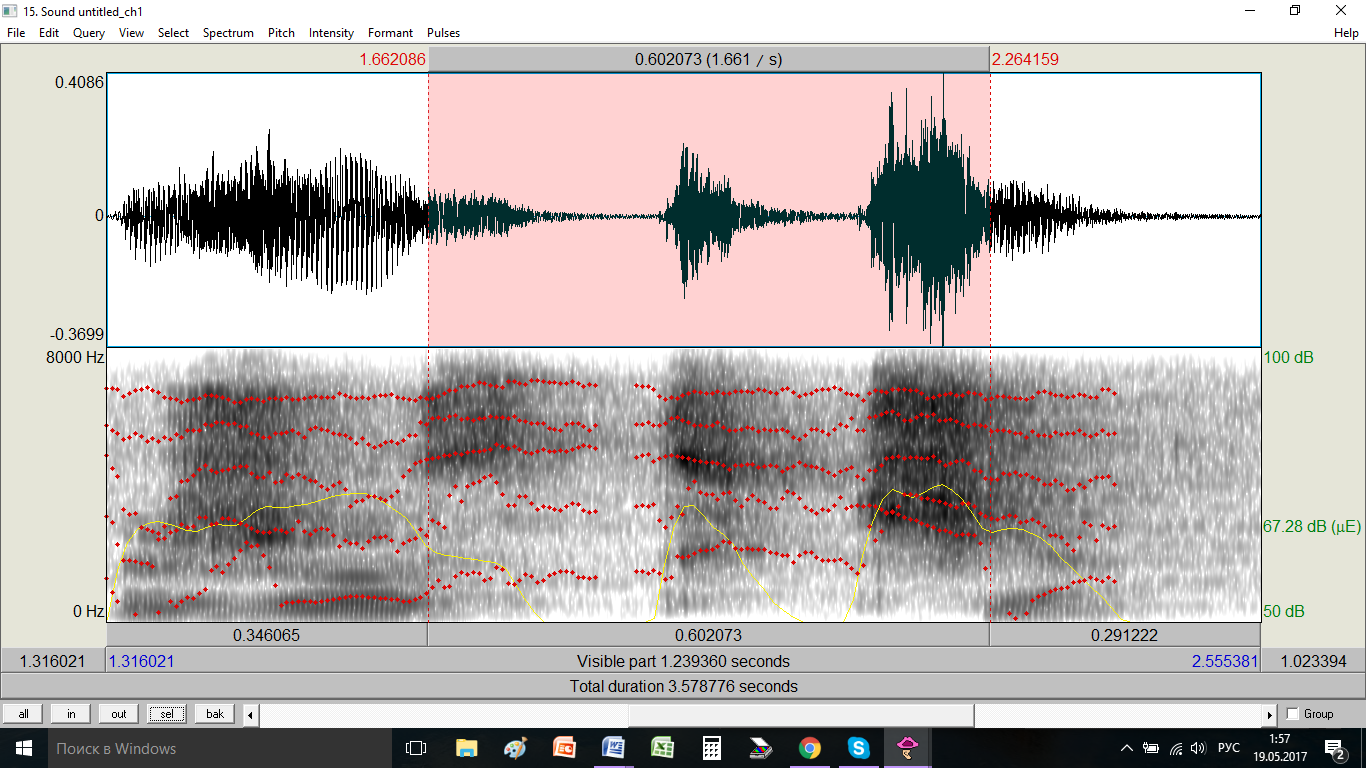 15. Sound untitled_ch1
File Edit Query View Select Spectrum Pitch Intensity Formant Pulses Help
1.662086 0.602073 (1.661 / s) 2.264159
0.4086
0
-0.3699
8000 Hz 100 dB
67.28 dB (µE)
0 Hz 50 dB
0.346065 0.602073 0.291222
1.316021 1.316021 Visible part 1.239360 seconds 2.555381 1.023394
Total duration 3.578776 seconds
all in out sel bak Group
Поиск в Windows РУС 1:57
19.05.2017 2